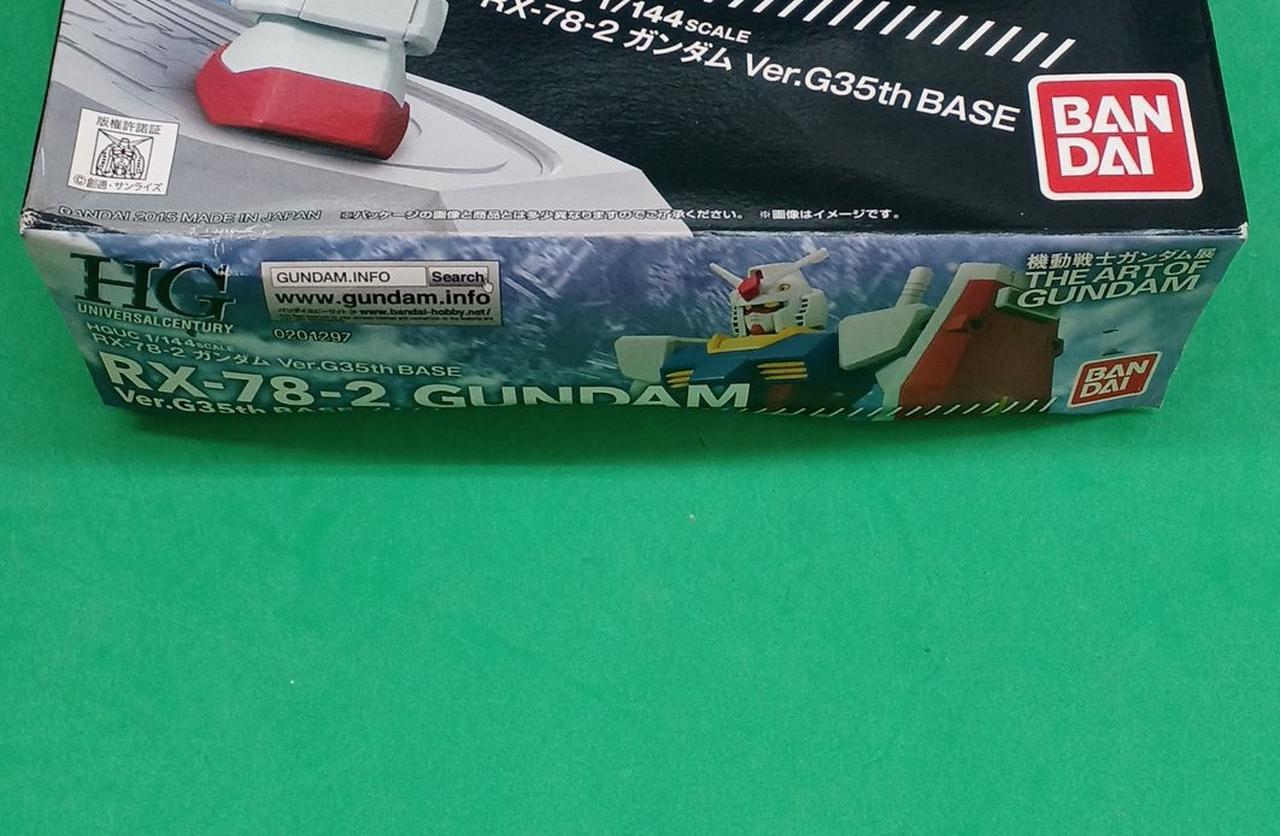 1/144 SCALE
RX-78-2 ガンダム Ver.G35th BASE
BAN
DAI
版権許諾証
©創通・サンライズ
BANDAI 2015 MADE IN JAPAN ※パッケージの画像と商品とは多少異なりますのでご了承ください。 ※画像はイメージです。
HG
UNIVERSAL CENTURY
GUNDAM.INFO Search
www.gundam.info
www.bandai-hobby.net/
0201297
HGUC 1/144 SCALE
RX-78-2 ガンダム Ver.G35th BASE
RX-78-2 GUNDAM
Ver.G35th BASE
機動戦士ガンダム展
THE ART OF
GUNDAM
BAN
DAI